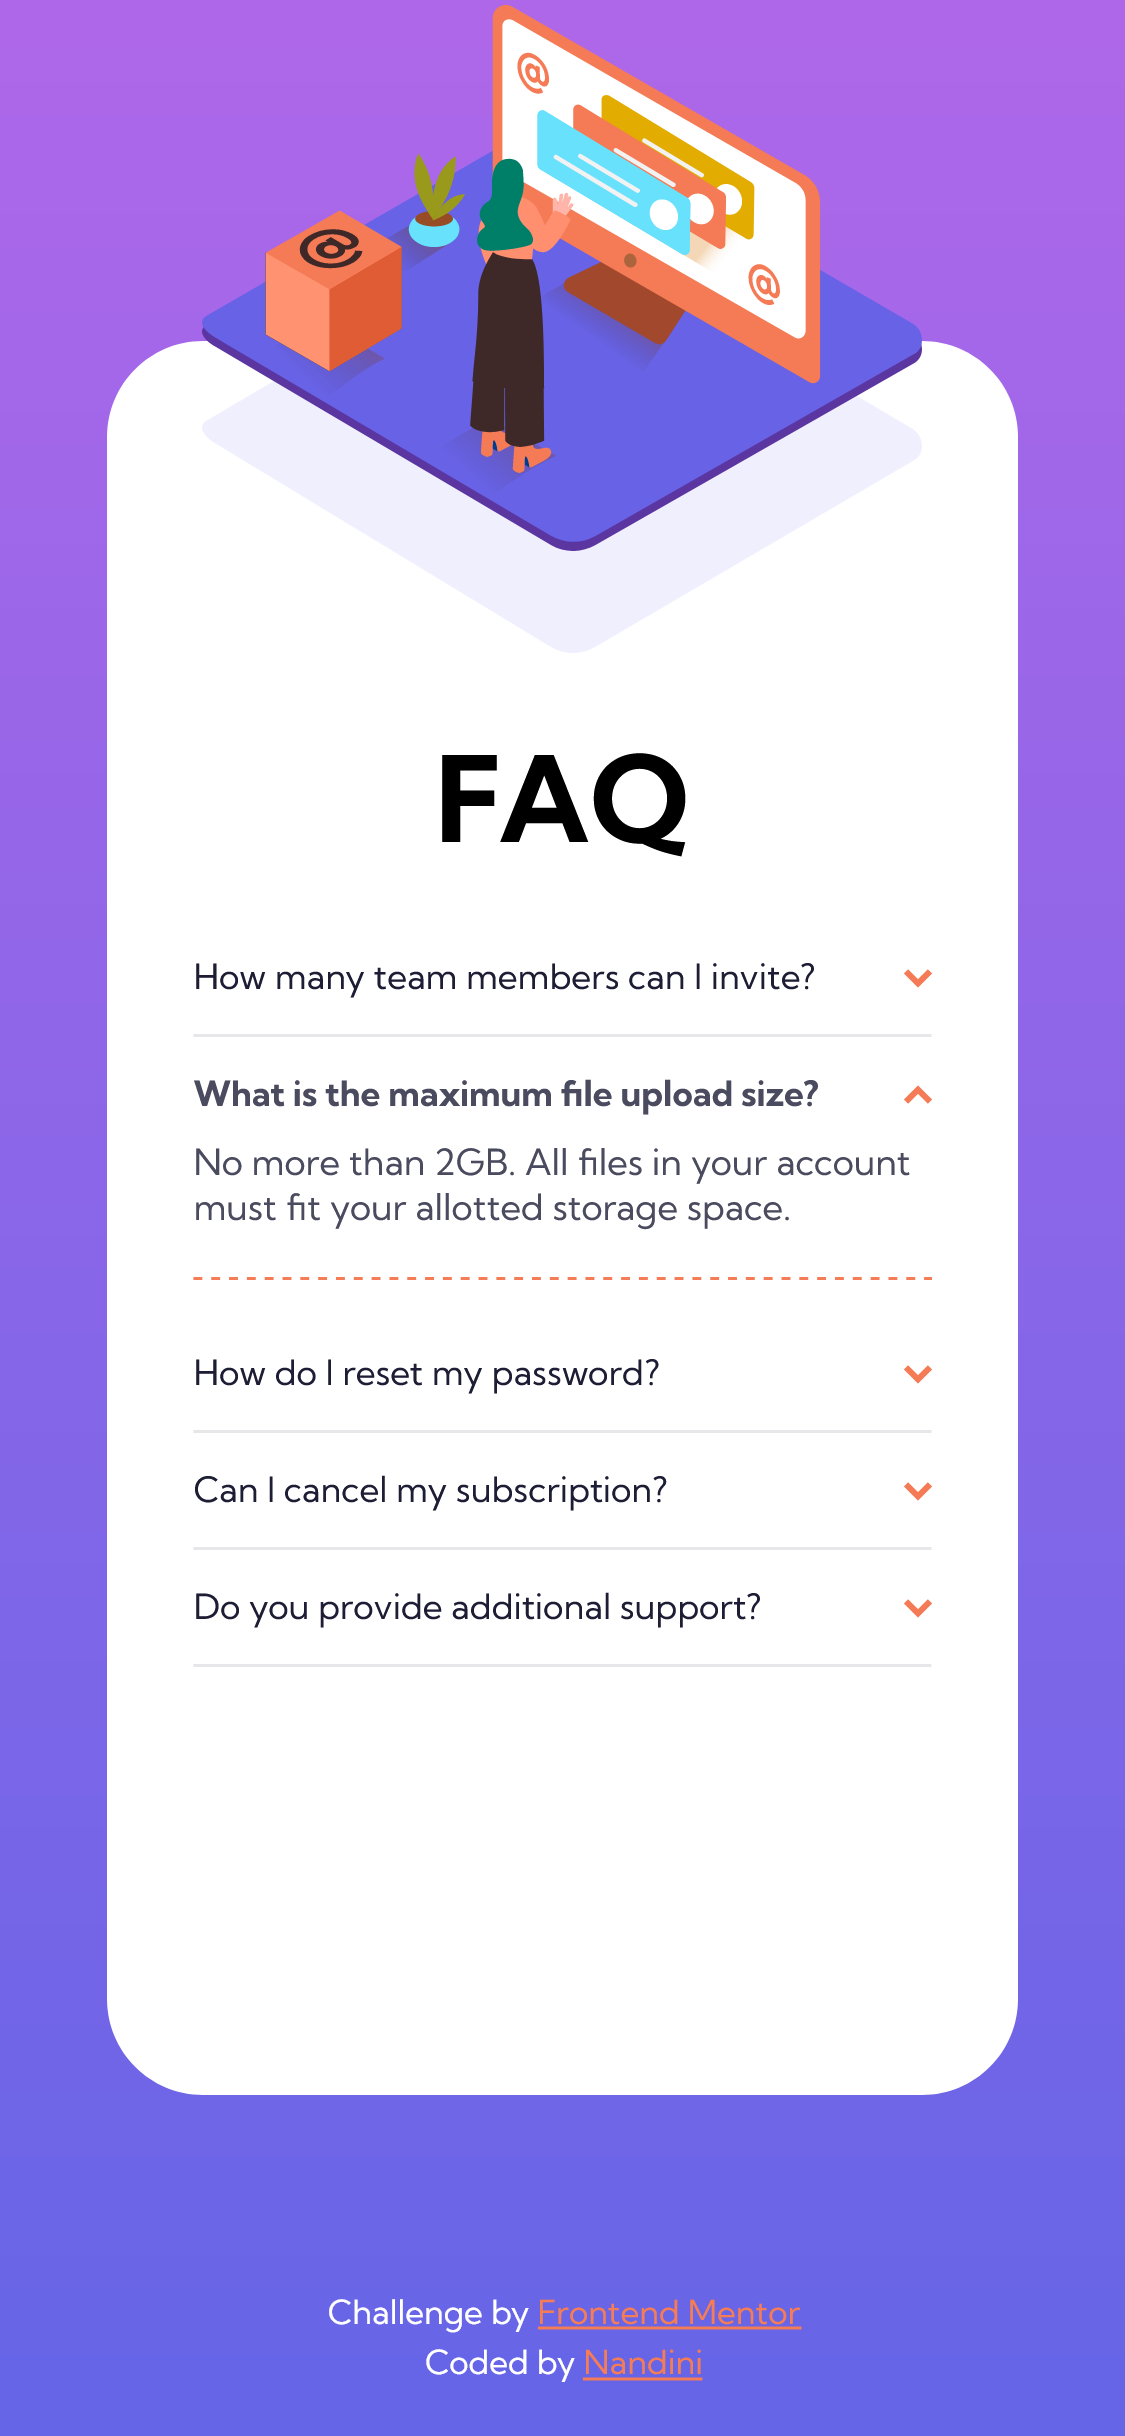 @
@
@
FAQ
How many team members can I invite?
What is the maximum file upload size?
No more than 2GB. All files in your account
must fit your allotted storage space.
How do I reset my password?
Can I cancel my subscription?
Do you provide additional support?
Challenge by Frontend Mentor
Coded by Nandini